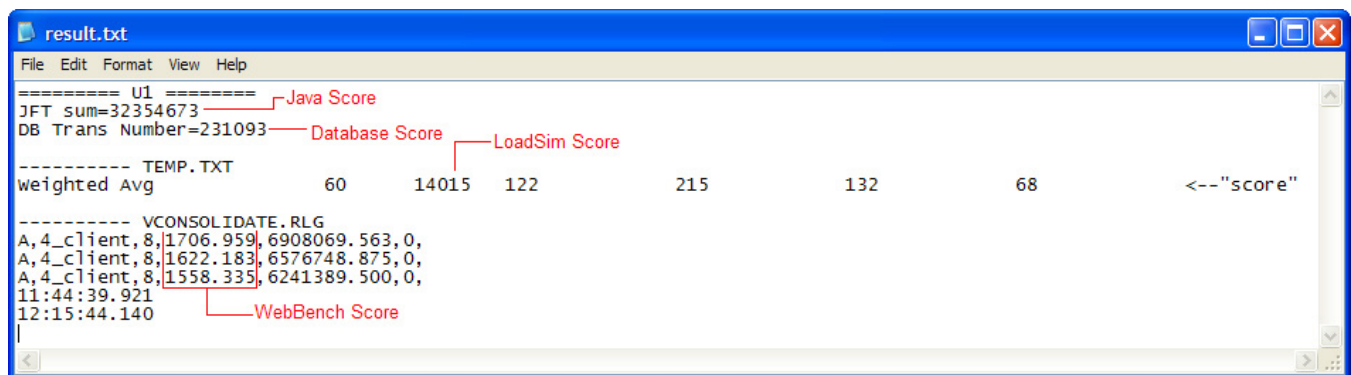 result.txt
File Edit Format View Help
========= U1 ========
JFT sum=32354673
Java Score
DB Trans Number=231093
Database Score
LoadSim Score
---------- TEMP.TXT
Weighted Avg 60 14015 122 215 132 68 <--"score"
---------- VCONSOLIDATE.RLG
A,4_client,8,1706.959,6908069.563,0,
A,4_client,8,1622.183,6576748.875,0,
A,4_client,8,1558.335,6241389.500,0,
11:44:39.921
12:15:44.140
WebBench Score